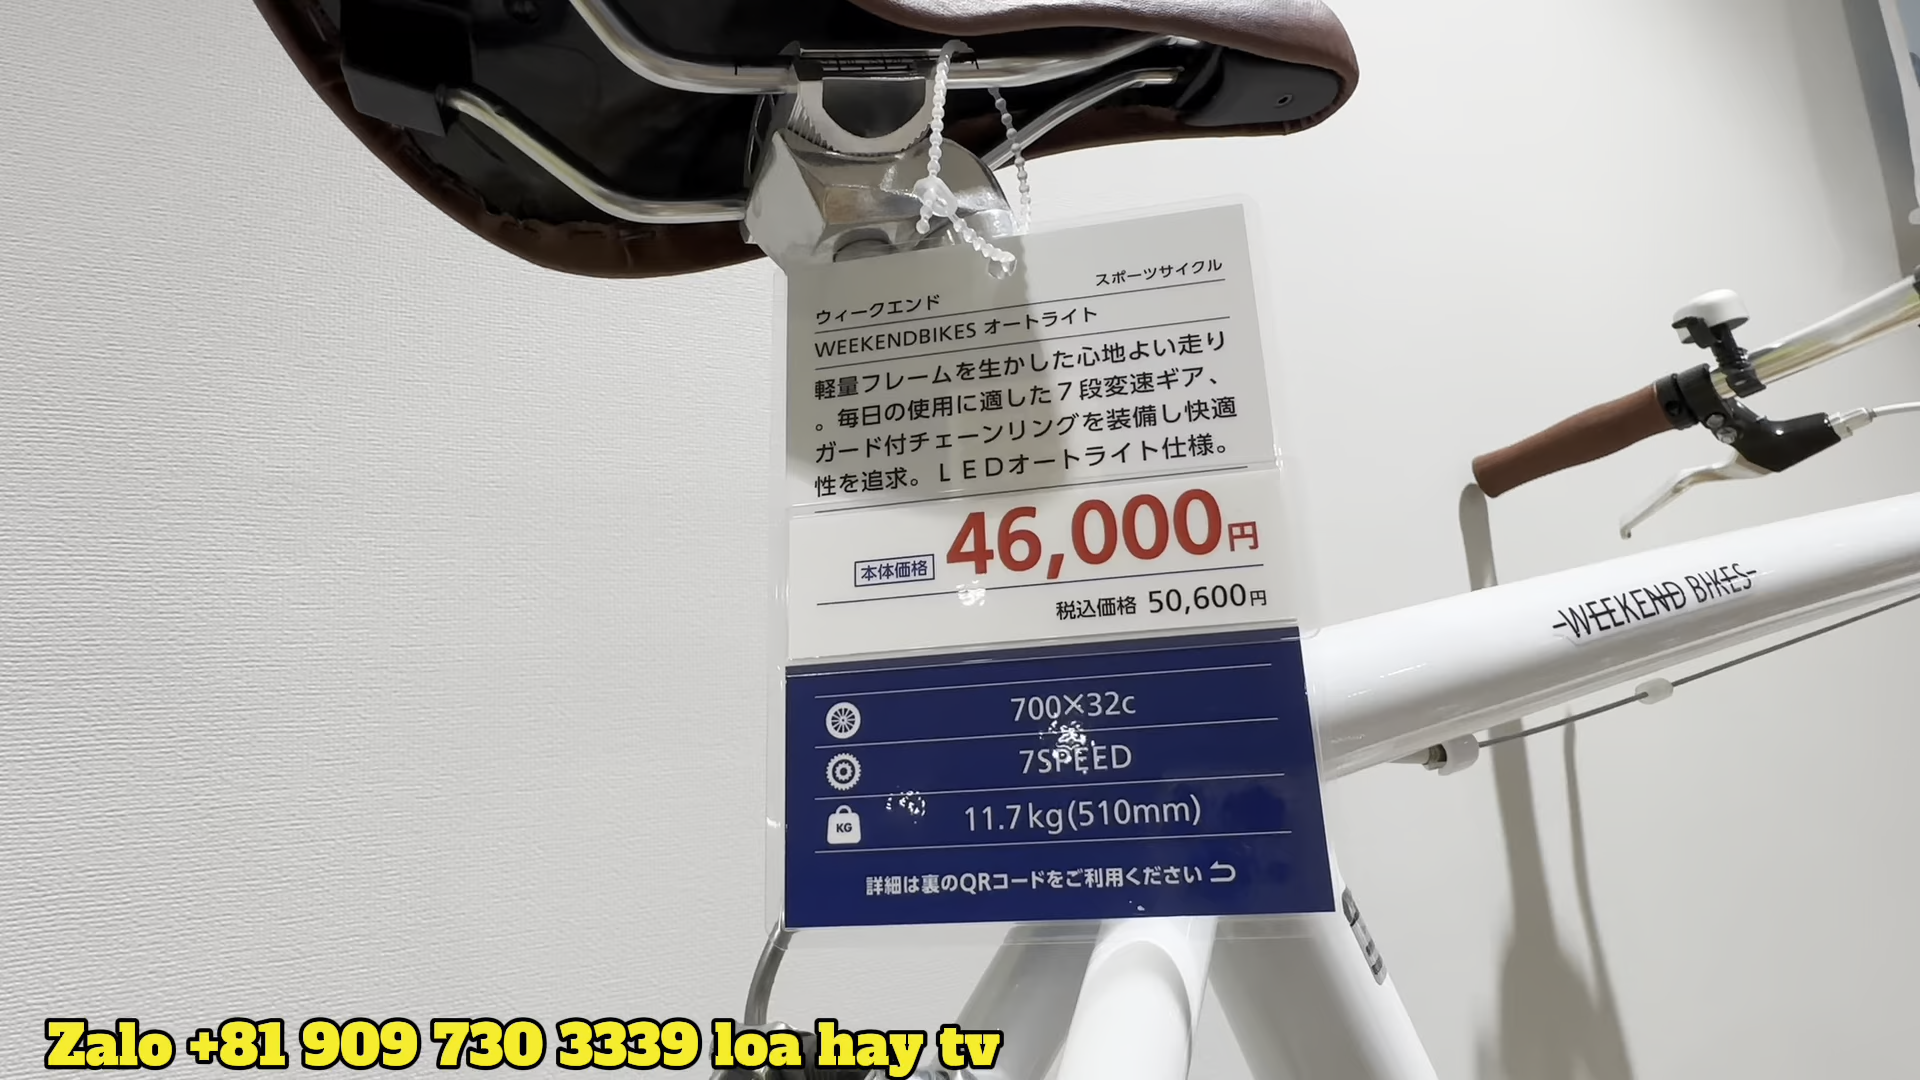 スポーツサイクル
ウィークエンド
WEEKENDBIKES オートライト
軽量フレームを生かした心地よい走り
。毎日の使用に適した7段変速ギア、
ガード付チェーンリングを装備し快適
性を追求。LEDオートライト仕様。
本体価格 46,000円
税込価格 50,600円
700×32c
7SPEED
KG 11.7kg(510mm)
詳細は裏のQRコードをご利用ください
-WEEKEND BIKES-
Zalo +81 909 730 3339 loa hay tv